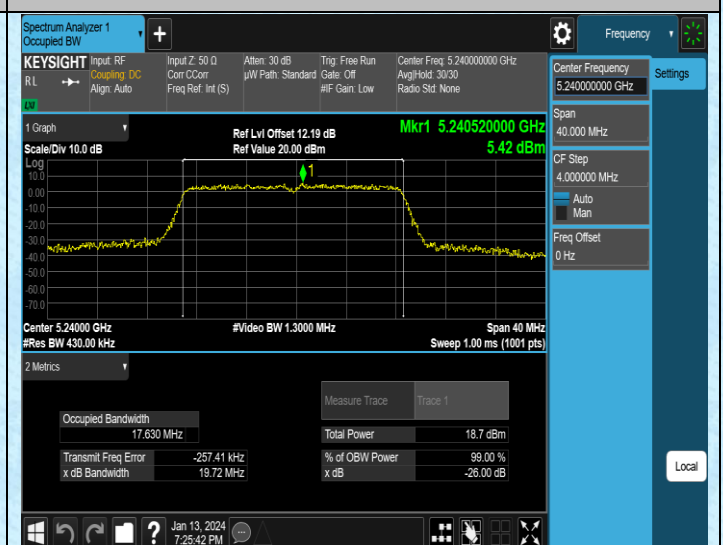 Spectrum Analyzer 1
Occupied BW
+
Frequency
KEYSIGHT
RL
Input: RF
Coupling: DC
Align: Auto
Input Z: 50 Ω
Corr CCorr
Freq Ref: Int (S)
Atten: 30 dB
µW Path: Standard
Trig: Free Run
Gate: Off
#IF Gain: Low
Center Freq: 5.240000000 GHz
Avg|Hold: 30/30
Radio Std: None
Center Frequency
5.240000000 GHz
Settings
Span
40.000 MHz
CF Step
4.000000 MHz
Auto
Man
Freq Offset
0 Hz
1 Graph
Scale/Div 10.0 dB
Ref Lvl Offset 12.19 dB
Ref Value 20.00 dBm
Mkr1 5.240520000 GHz
5.42 dBm
Log
10.0
0.00
-10.0
-20.0
-30.0
-40.0
-50.0
-60.0
-70.0
1
Center 5.24000 GHz
#Res BW 430.00 kHz
#Video BW 1.3000 MHz
Span 40 MHz
Sweep 1.00 ms (1001 pts)
2 Metrics
Measure Trace
Trace 1
Occupied Bandwidth
17.630 MHz
Total Power
18.7 dBm
Transmit Freq Error
-257.41 kHz
% of OBW Power
99.00 %
x dB Bandwidth
19.72 MHz
x dB
-26.00 dB
Local
?
Jan 13, 2024
7:25:42 PM